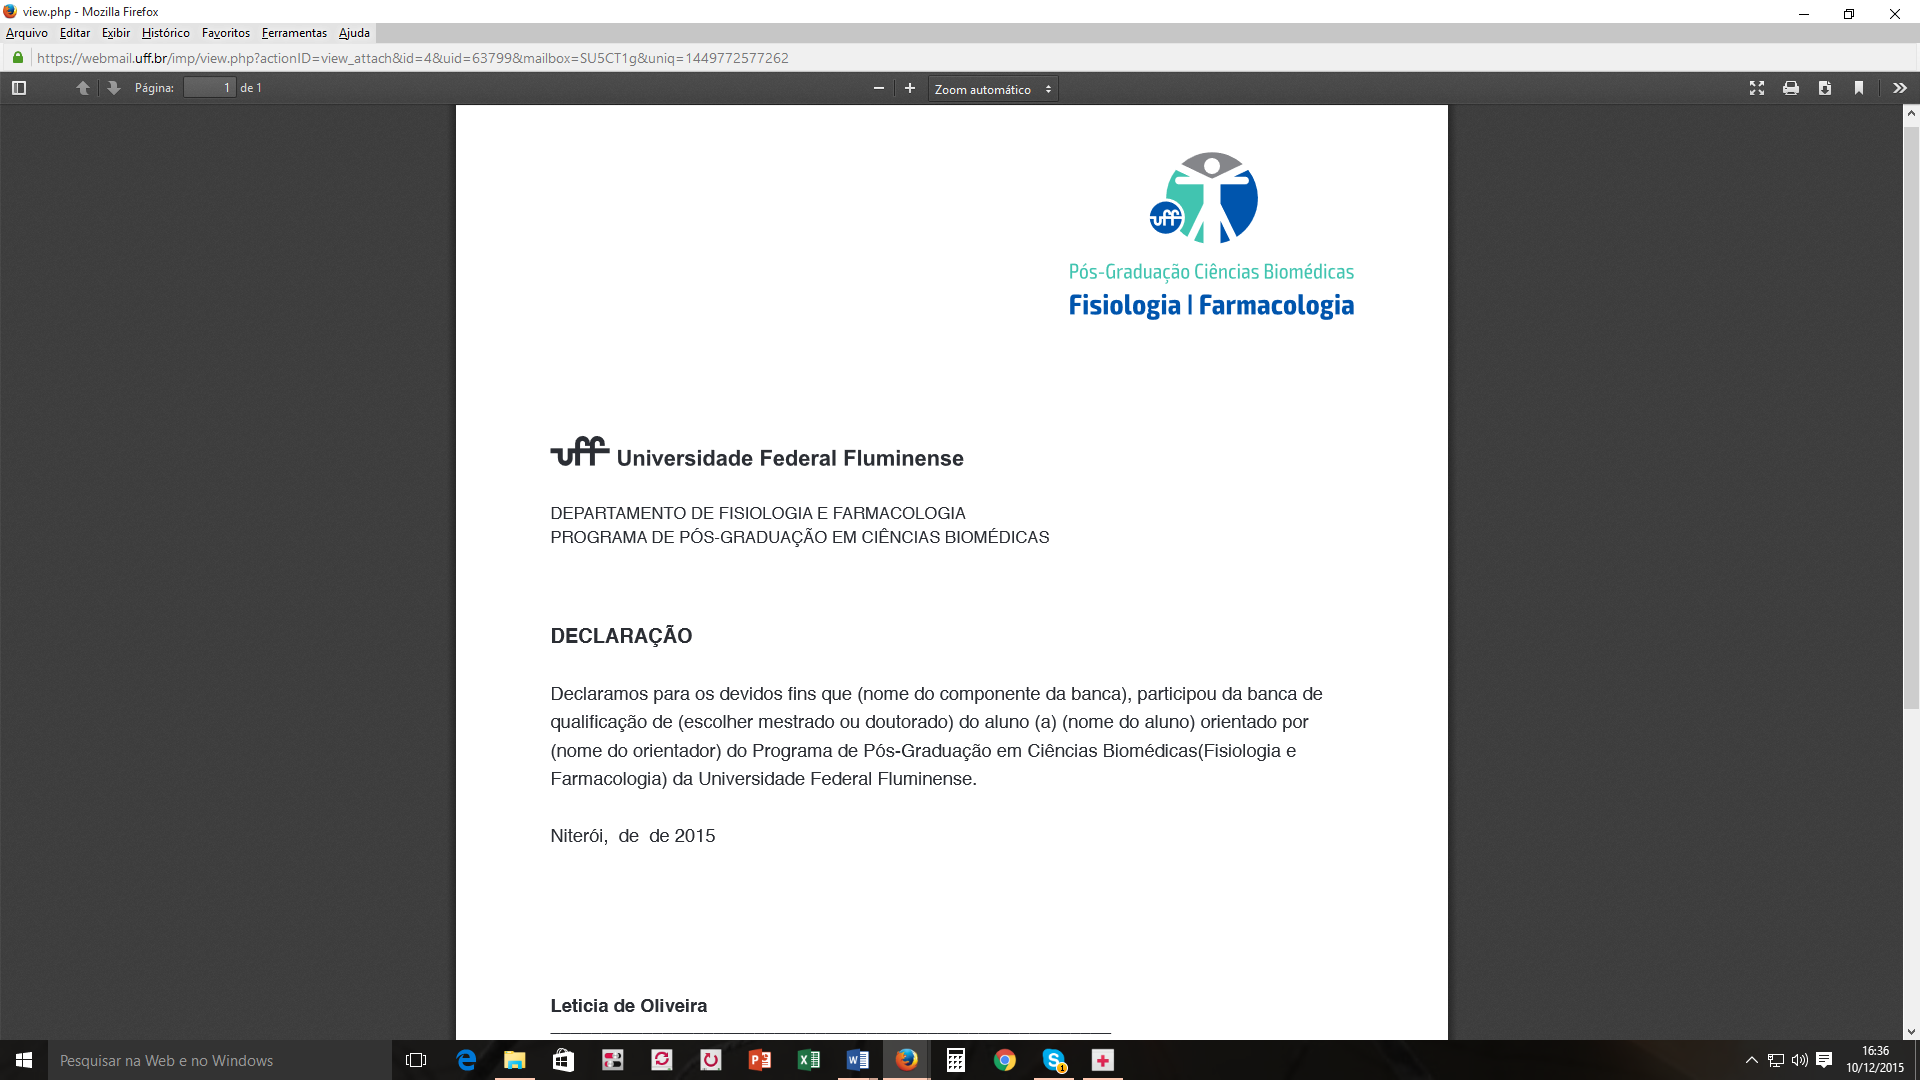 view.php - Mozilla Firefox
Arquivo Editar Exibir Histórico Favoritos Ferramentas Ajuda
https://webmail.uff.br/imp/view.php?actionID=view_attach&id=4&uid=63799&mailbox=SU5CT1g&uniq=1449772577262
Página: 1 de 1 Zoom automático
uff
Pós-Graduação Ciências Biomédicas
Fisiologia | Farmacologia
uff Universidade Federal Fluminense
DEPARTAMENTO DE FISIOLOGIA E FARMACOLOGIA
PROGRAMA DE PÓS-GRADUAÇÃO EM CIÊNCIAS BIOMÉDICAS
DECLARAÇÃO
Declaramos para os devidos fins que (nome do componente da banca), participou da banca de
qualificação de (escolher mestrado ou doutorado) do aluno (a) (nome do aluno) orientado por
(nome do orientador) do Programa de Pós-Graduação em Ciências Biomédicas(Fisiologia e
Farmacologia) da Universidade Federal Fluminense.
Niterói,  de  de 2015
Leticia de Oliveira
Pesquisar na Web e no Windows
1
16:36
10/12/2015